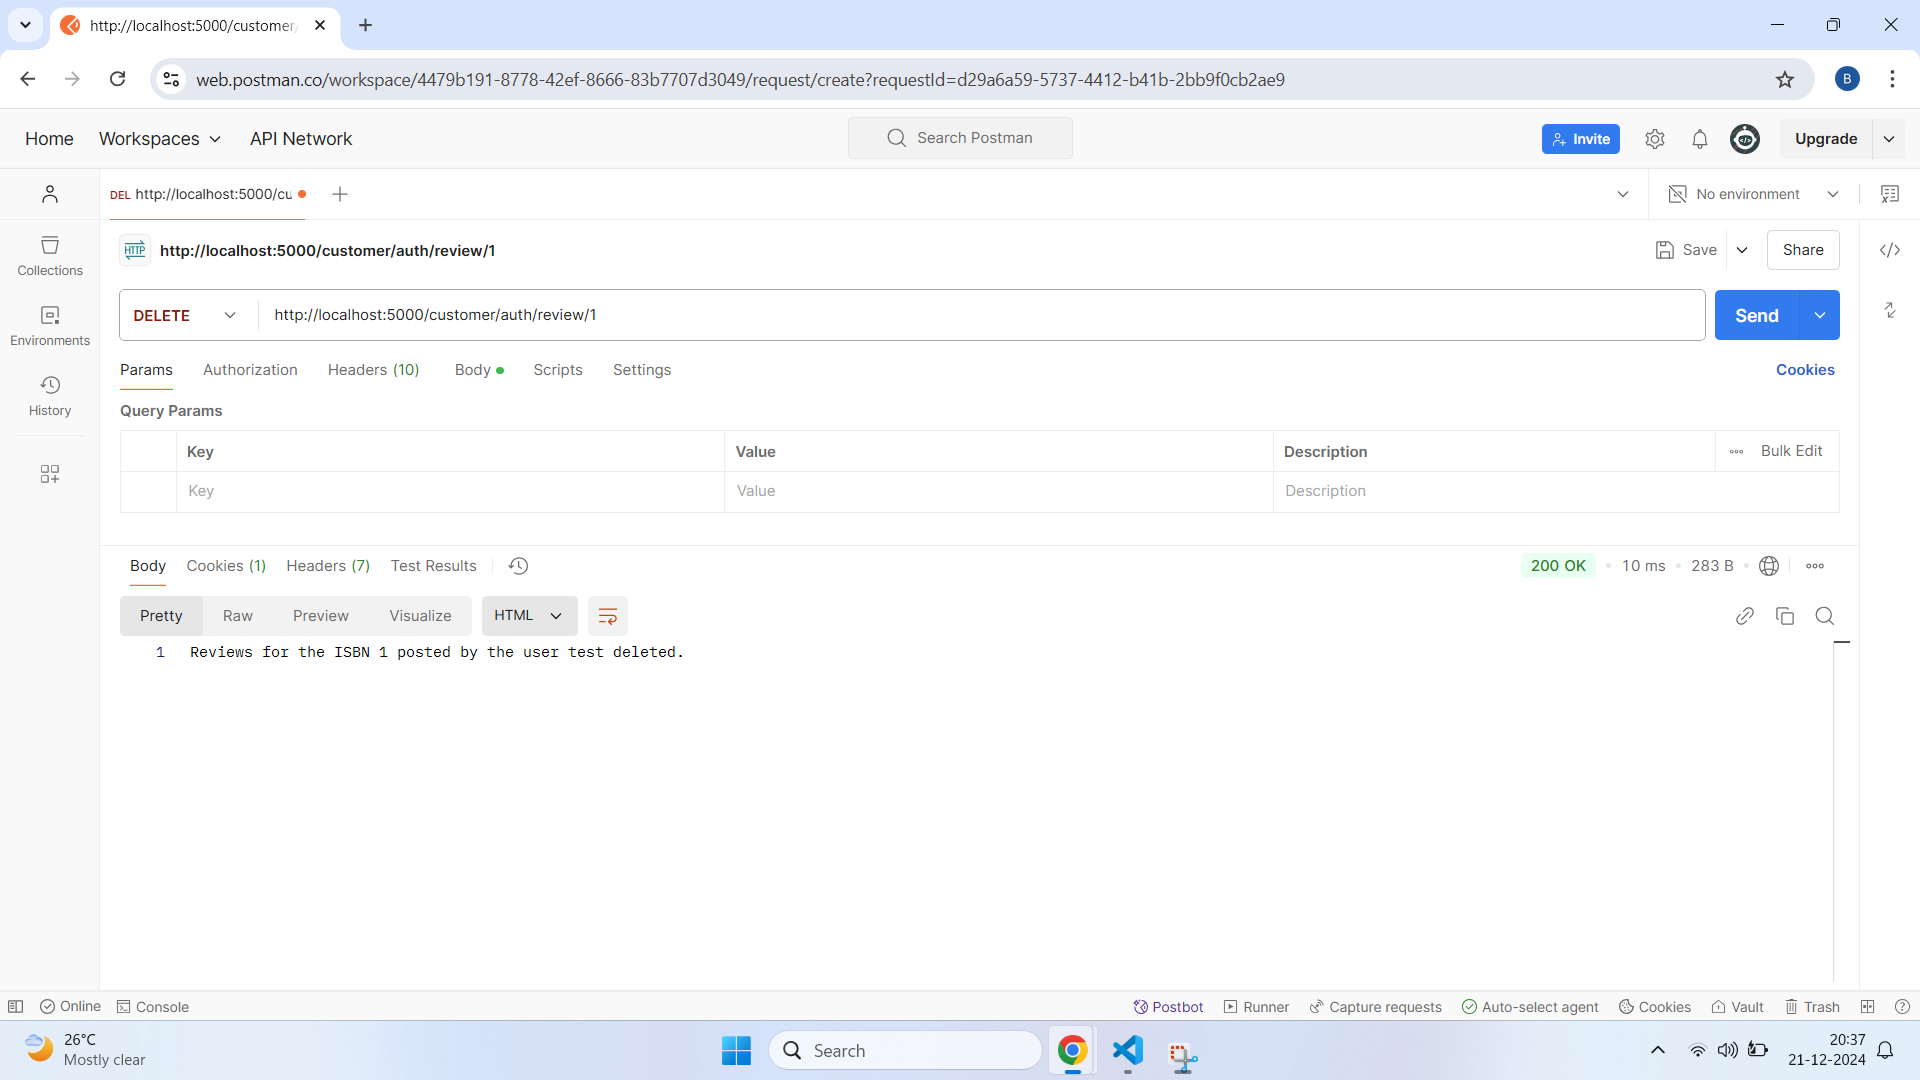 http://localhost:5000/customer/
web.postman.co/workspace/4479b191-8778-42ef-8666-83b7707d3049/request/create?requestId=d29a6a59-5737-4412-b41b-2bb9f0cb2ae9
B
Home Workspaces API Network Search Postman Invite Upgrade
DEL http://localhost:5000/cu No environment
HTTP http://localhost:5000/customer/auth/review/1 Save Share
Collections
DELETE http://localhost:5000/customer/auth/review/1 Send
Environments
Params Authorization Headers (10) Body Scripts Settings Cookies
History
Query Params
Key Value Description Bulk Edit
Key Value Description
Body Cookies (1) Headers (7) Test Results 200 OK 10 ms 283 B
Pretty Raw Preview Visualize HTML
1 Reviews for the ISBN 1 posted by the user test deleted.
Online Console Postbot Runner Capture requests Auto-select agent Cookies Vault Trash
26°C
Mostly clear
Search
20:37
21-12-2024